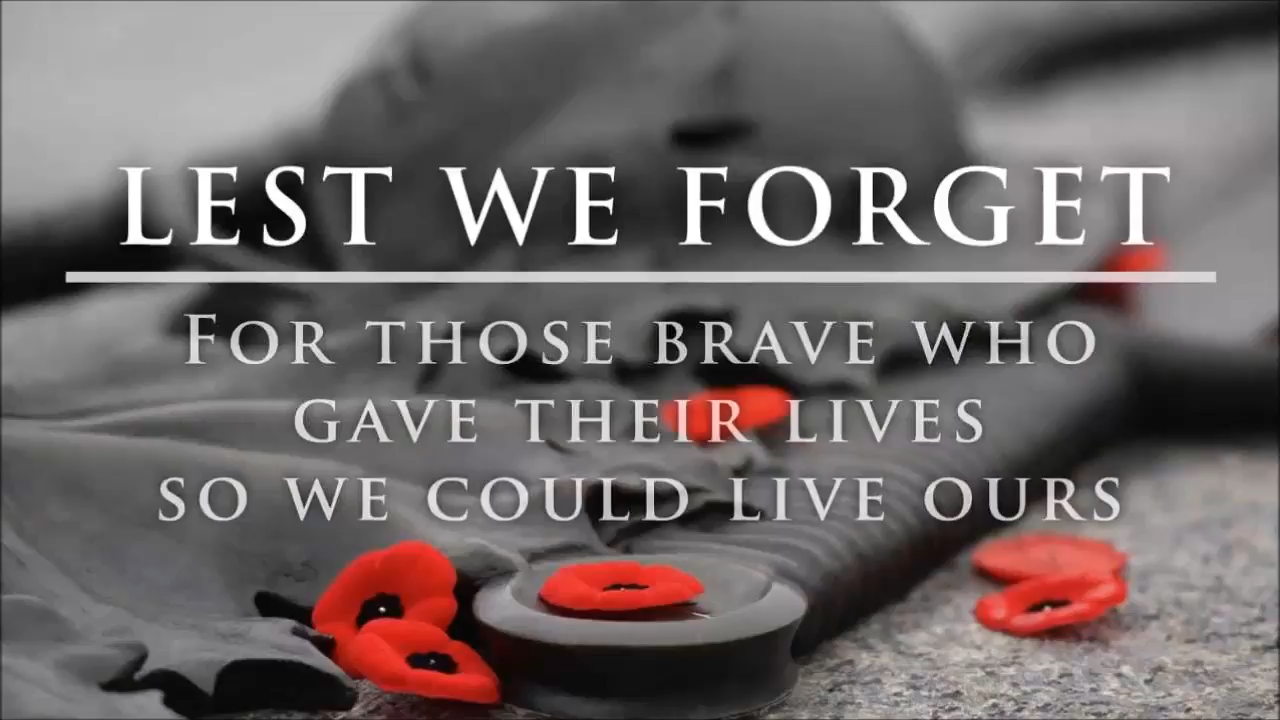 LEST WE FORGET
FOR THOSE BRAVE WHO
GAVE THEIR LIVES
SO WE COULD LIVE OURS